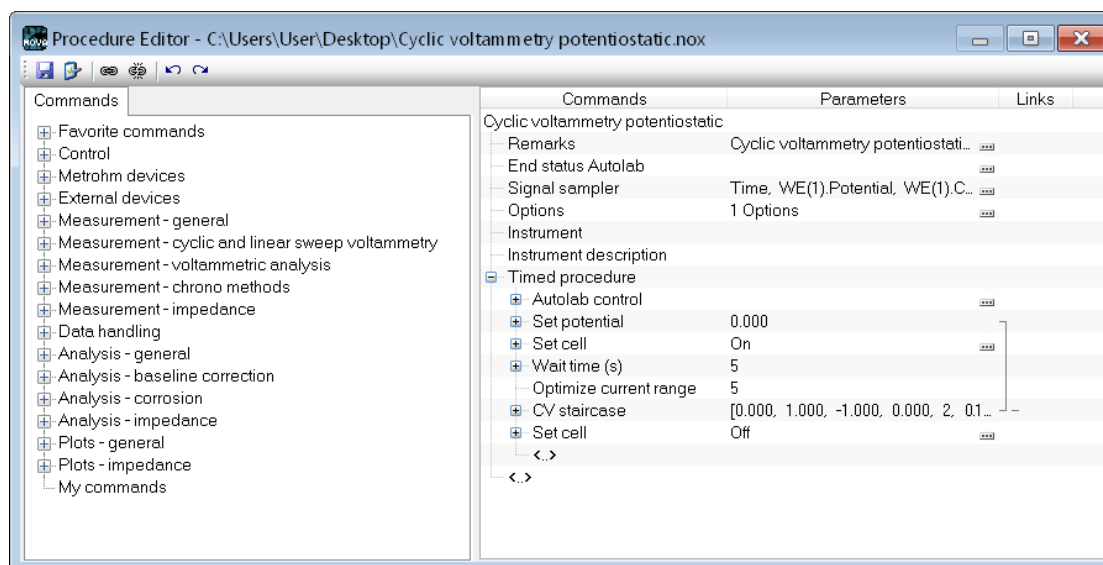 Procedure Editor - C:\Users\User\Desktop\Cyclic voltammetry potentiostatic.nox
Commands
Favorite commands
Control
Metrohm devices
External devices
Measurement - general
Measurement - cyclic and linear sweep voltammetry
Measurement - voltammetric analysis
Measurement - chrono methods
Measurement - impedance
Data handling
Analysis - general
Analysis - baseline correction
Analysis - corrosion
Analysis - impedance
Plots - general
Plots - impedance
My commands
Commands Parameters Links
Cyclic voltammetry potentiostatic
Remarks Cyclic voltammetry potentiostati... ...
End status Autolab ...
Signal sampler Time, WE(1).Potential, WE(1).C... ...
Options 1 Options ...
Instrument
Instrument description
Timed procedure
Autolab control ...
Set potential 0.000
Set cell On ...
Wait time (s) 5
Optimize current range 5
CV staircase [0.000, 1.000, -1.000, 0.000, 2, 0.1...
Set cell Off ...
<..>
<..>